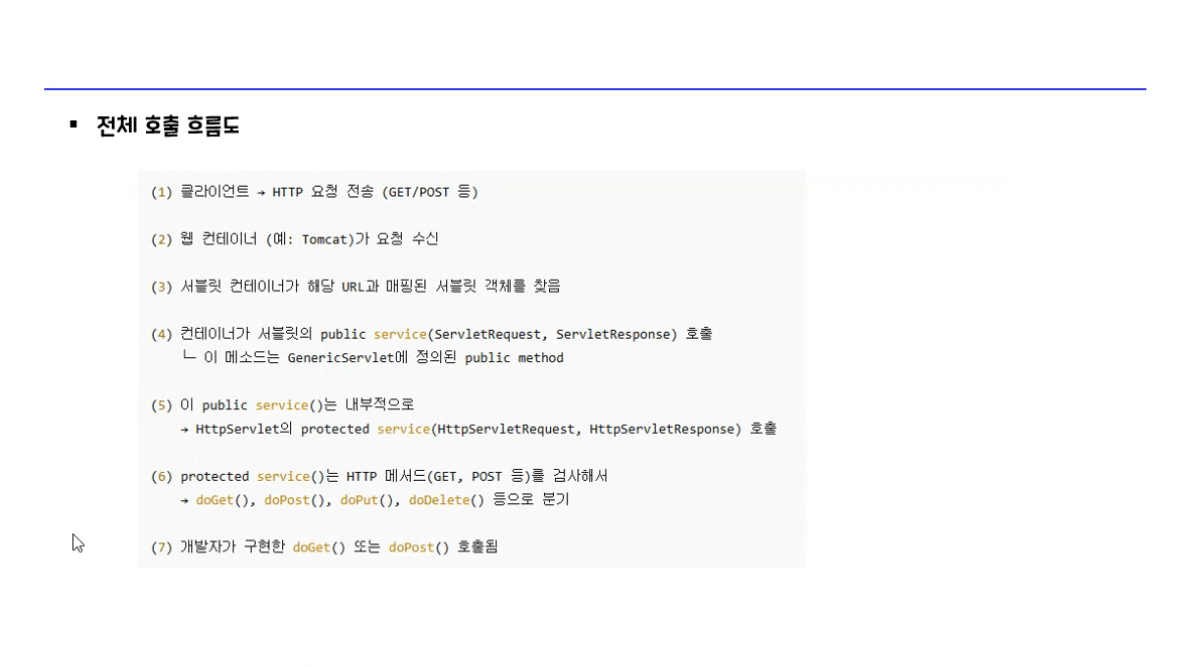 ▪ 전체 호출 흐름도
(1) 클라이언트 → HTTP 요청 전송 (GET/POST 등)
(2) 웹 컨테이너 (예: Tomcat)가 요청 수신
(3) 서블릿 컨테이너가 해당 URL과 매핑된 서블릿 객체를 찾음
(4) 컨테이너가 서블릿의 public service(ServletRequest, ServletResponse) 호출
└─ 이 메소드는 GenericServlet에 정의된 public method
(5) 이 public service()는 내부적으로
→ HttpServlet의 protected service(HttpServletRequest, HttpServletResponse) 호출
(6) protected service()는 HTTP 메서드(GET, POST 등)를 검사해서
→ doGet(), doPost(), doPut(), doDelete() 등으로 분기
(7) 개발자가 구현한 doGet() 또는 doPost() 호출됨